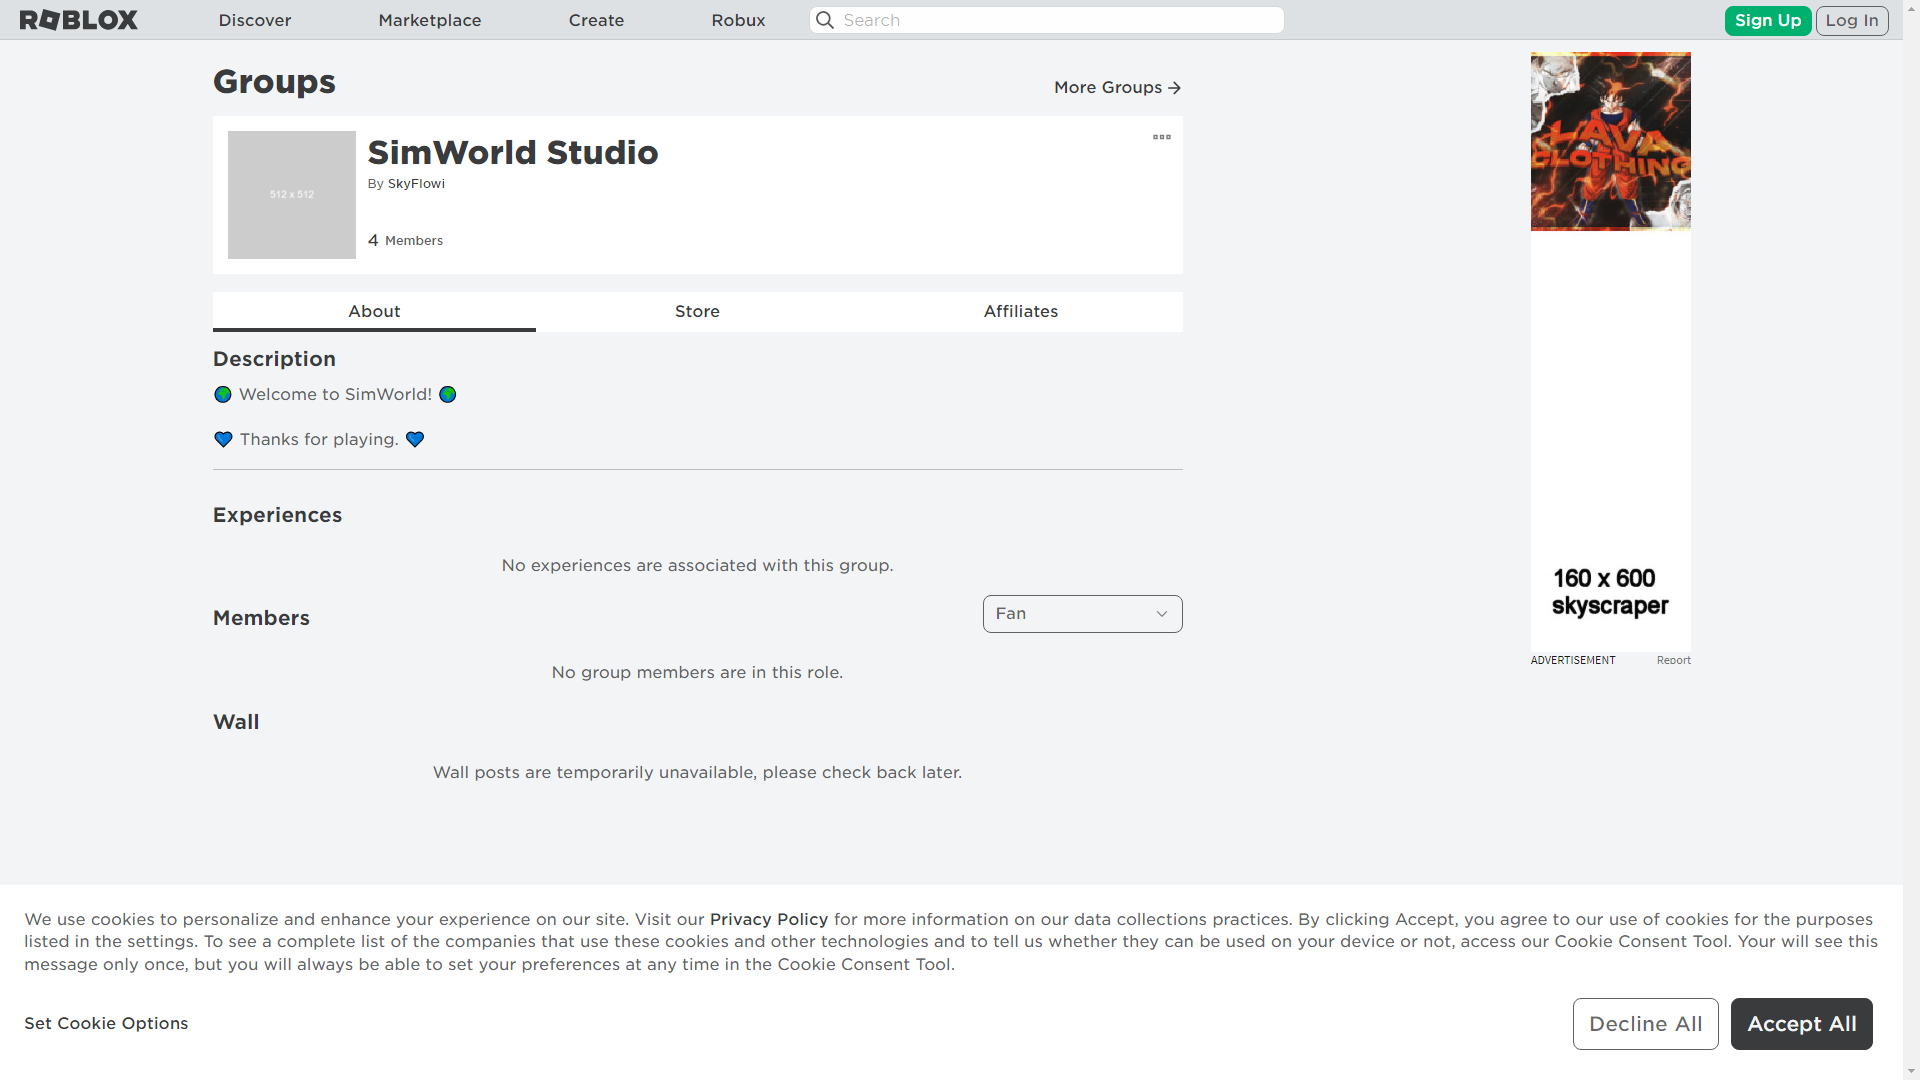 ROBLOX
Discover
Marketplace
Create
Robux
Search
Sign Up
Log In
Groups
More Groups
512 x 512
SimWorld Studio
By SkyFlowi
4 Members
LAVA
CLOTHING
About
Store
Affiliates
Description
Welcome to SimWorld!
Thanks for playing.
Experiences
No experiences are associated with this group.
Members
Fan
No group members are in this role.
160 x 600
skyscraper
ADVERTISEMENT
Report
Wall
Wall posts are temporarily unavailable, please check back later.
We use cookies to personalize and enhance your experience on our site. Visit our Privacy Policy for more information on our data collections practices. By clicking Accept, you agree to our use of cookies for the purposes
listed in the settings. To see a complete list of the companies that use these cookies and other technologies and to tell us whether they can be used on your device or not, access our Cookie Consent Tool. Your will see this
message only once, but you will always be able to set your preferences at any time in the Cookie Consent Tool.
Set Cookie Options
Decline All
Accept All